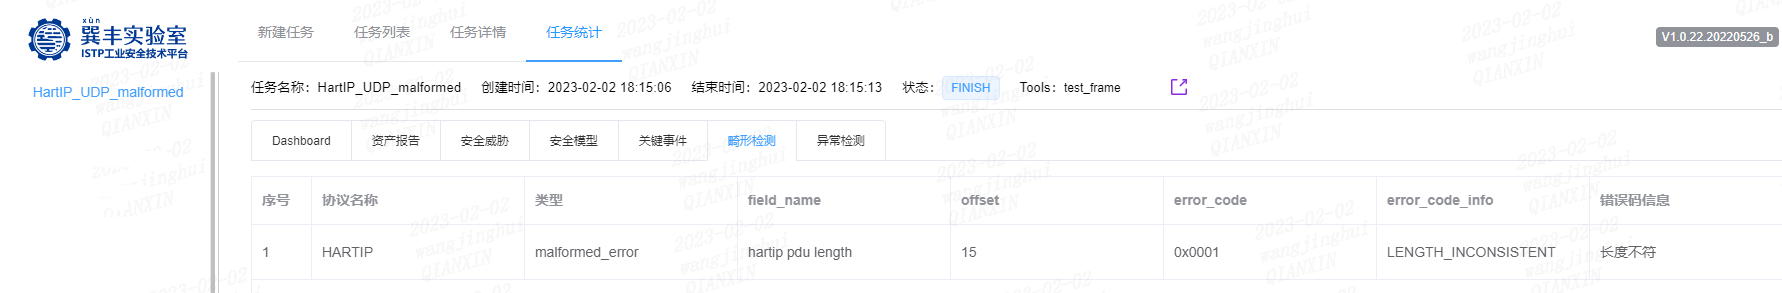 xùn
巽丰实验室
ISTP工业安全技术平台
新建任务 任务列表 任务详情 任务统计
V1.0.22.20220526_b
HartIP_UDP_malformed
任务名称：HartIP_UDP_malformed 创建时间：2023-02-02 18:15:06 结束时间：2023-02-02 18:15:13 状态： FINISH Tools：test_frame
Dashboard 资产报告 安全威胁 安全模型 关键事件 畸形检测 异常检测
序号 协议名称 类型 field_name offset error_code error_code_info 错误码信息
1 HARTIP malformed_error hartip pdu length 15 0x0001 LENGTH_INCONSISTENT 长度不符
2023-02-02
wangjinghui
QIANXIN